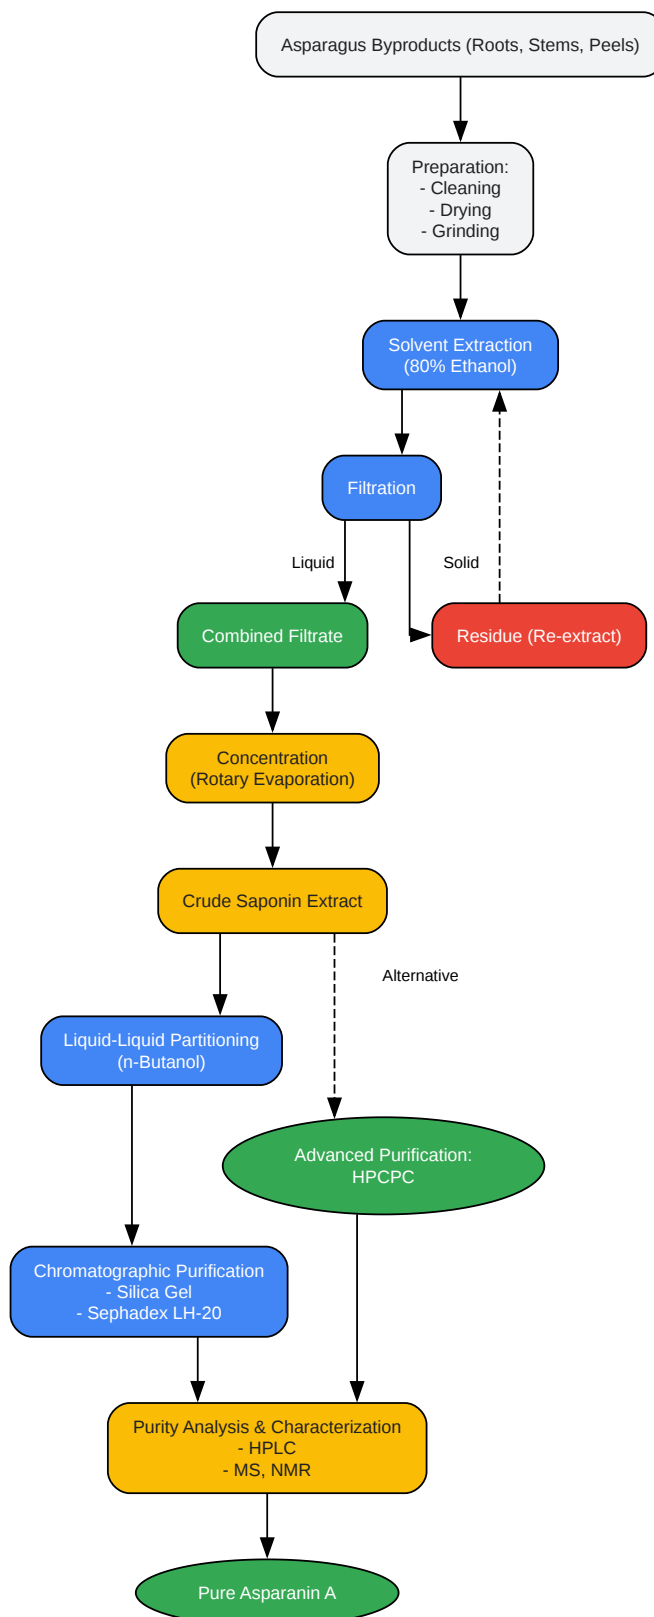 Asparagus Byproducts (Roots, Stems, Peels)
Preparation:
- Cleaning
- Drying
- Grinding
Solvent Extraction
(80% Ethanol)
Filtration
Liquid
Solid
Combined Filtrate
Residue (Re-extract)
Concentration
(Rotary Evaporation)
Crude Saponin Extract
Alternative
Liquid-Liquid Partitioning
(n-Butanol)
Advanced Purification:
HPCPC
Chromatographic Purification
- Silica Gel
- Sephadex LH-20
Purity Analysis & Characterization
- HPLC
- MS, NMR
Pure Asparanin A